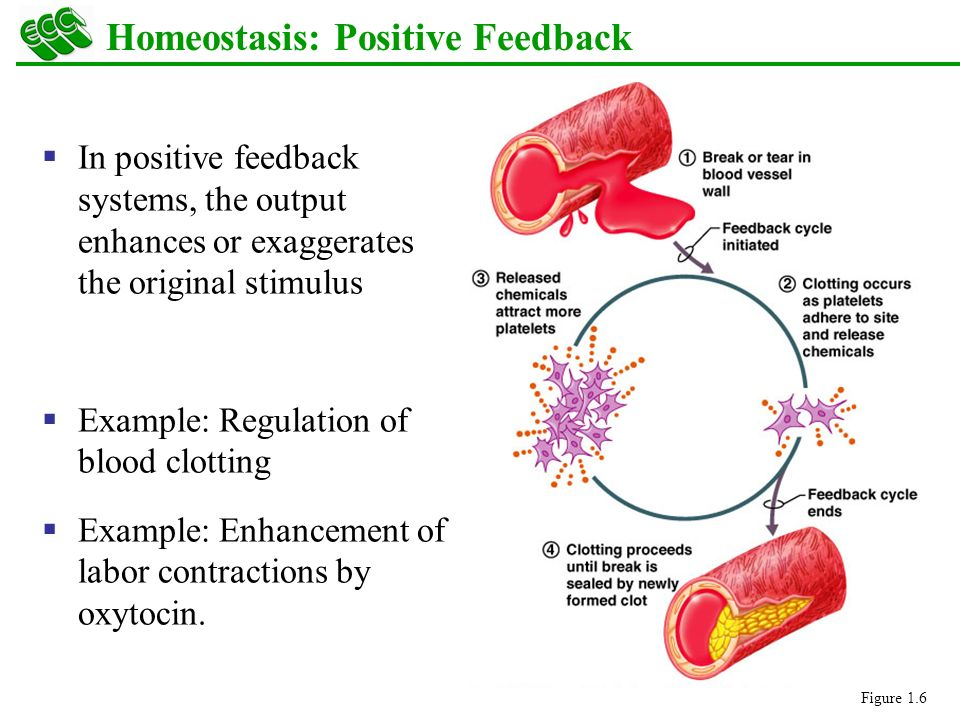 ECC
Homeostasis: Positive Feedback
▪ In positive feedback
systems, the output
enhances or exaggerates
the original stimulus
▪ Example: Regulation of
blood clotting
▪ Example: Enhancement of
labor contractions by
oxytocin.
① Break or tear in
blood vessel
wall
Feedback cycle
initiated
② Clotting occurs
as platelets
adhere to site
and release
chemicals
③ Released
chemicals
attract more
platelets
Feedback cycle
ends
④ Clotting proceeds
until break is
sealed by newly
formed clot
Figure 1.6